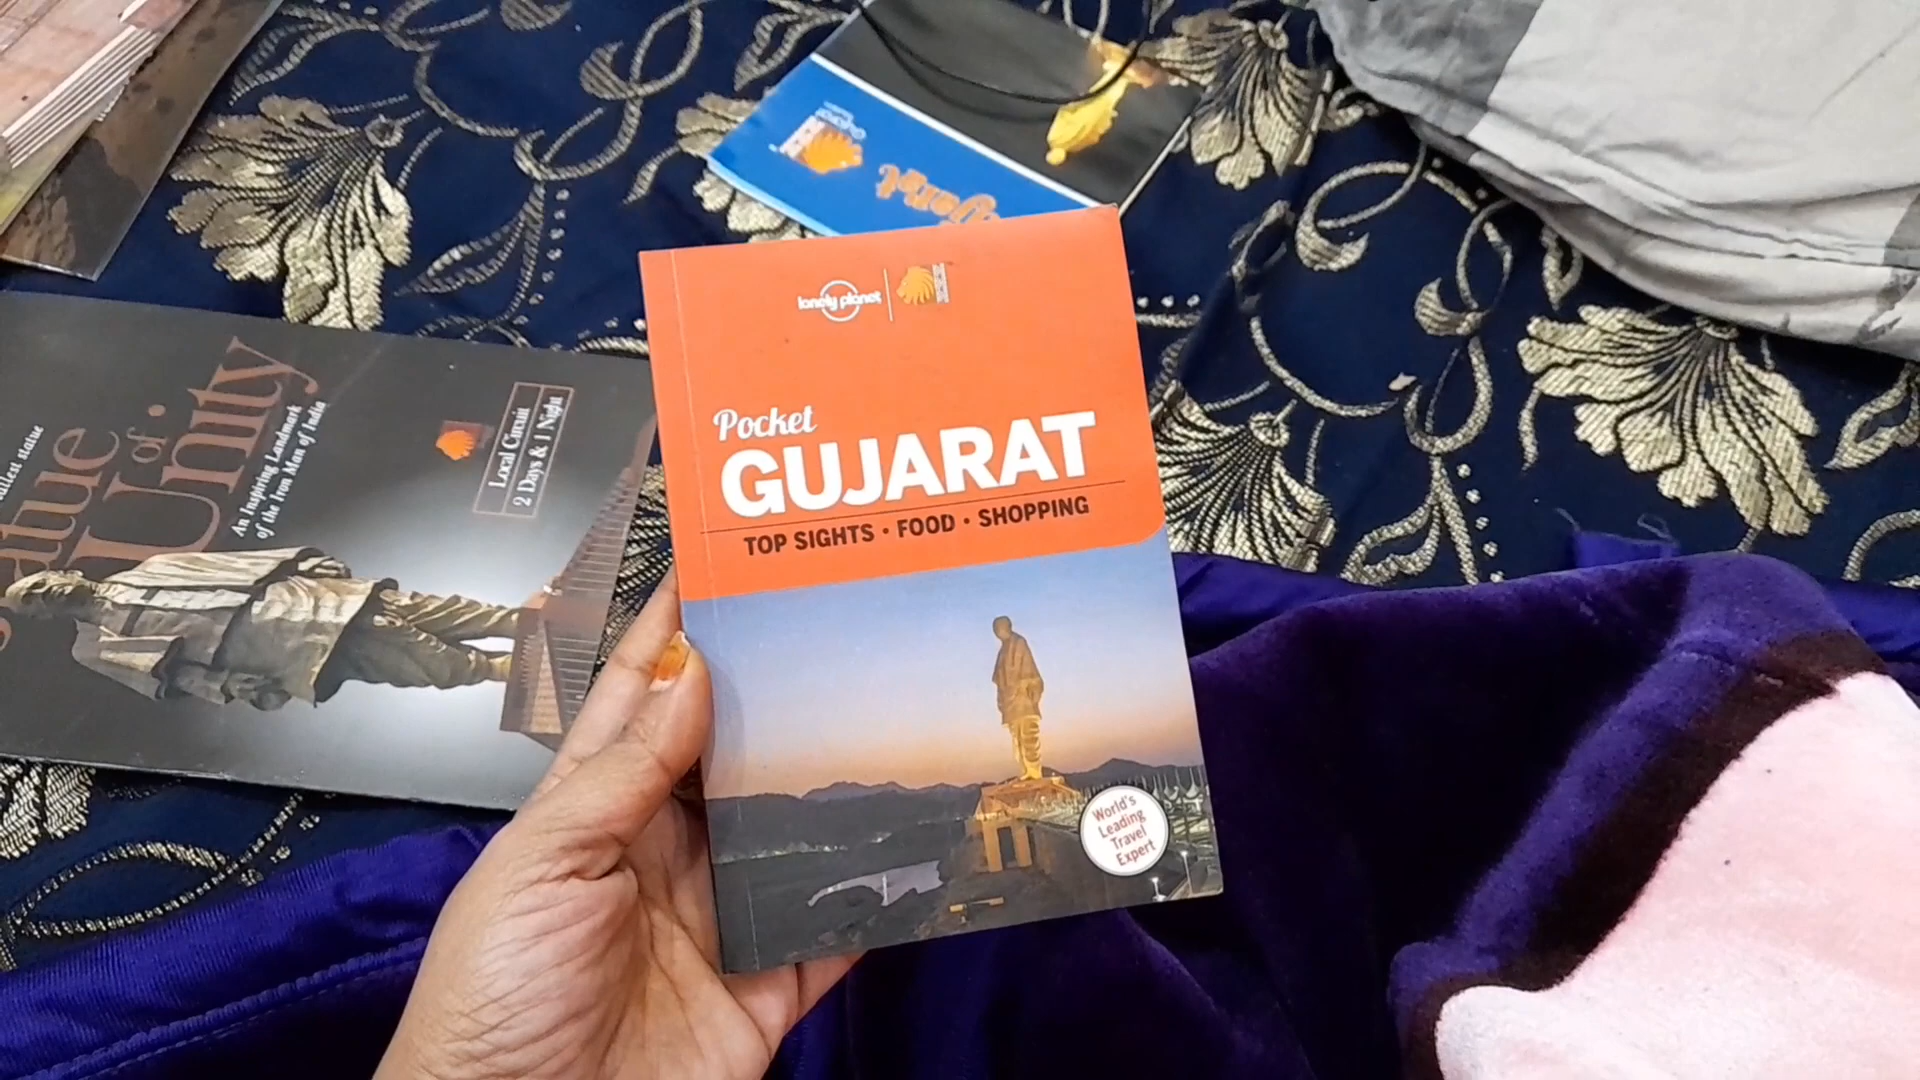 lonely planet
Pocket
GUJARAT
TOP SIGHTS • FOOD • SHOPPING
World's
Leading
Travel
Expert
Unity
of
An Inspiring Landmark
of the Iron Man of India
Local Circuit
2 Days & 1 Night
Gujarat